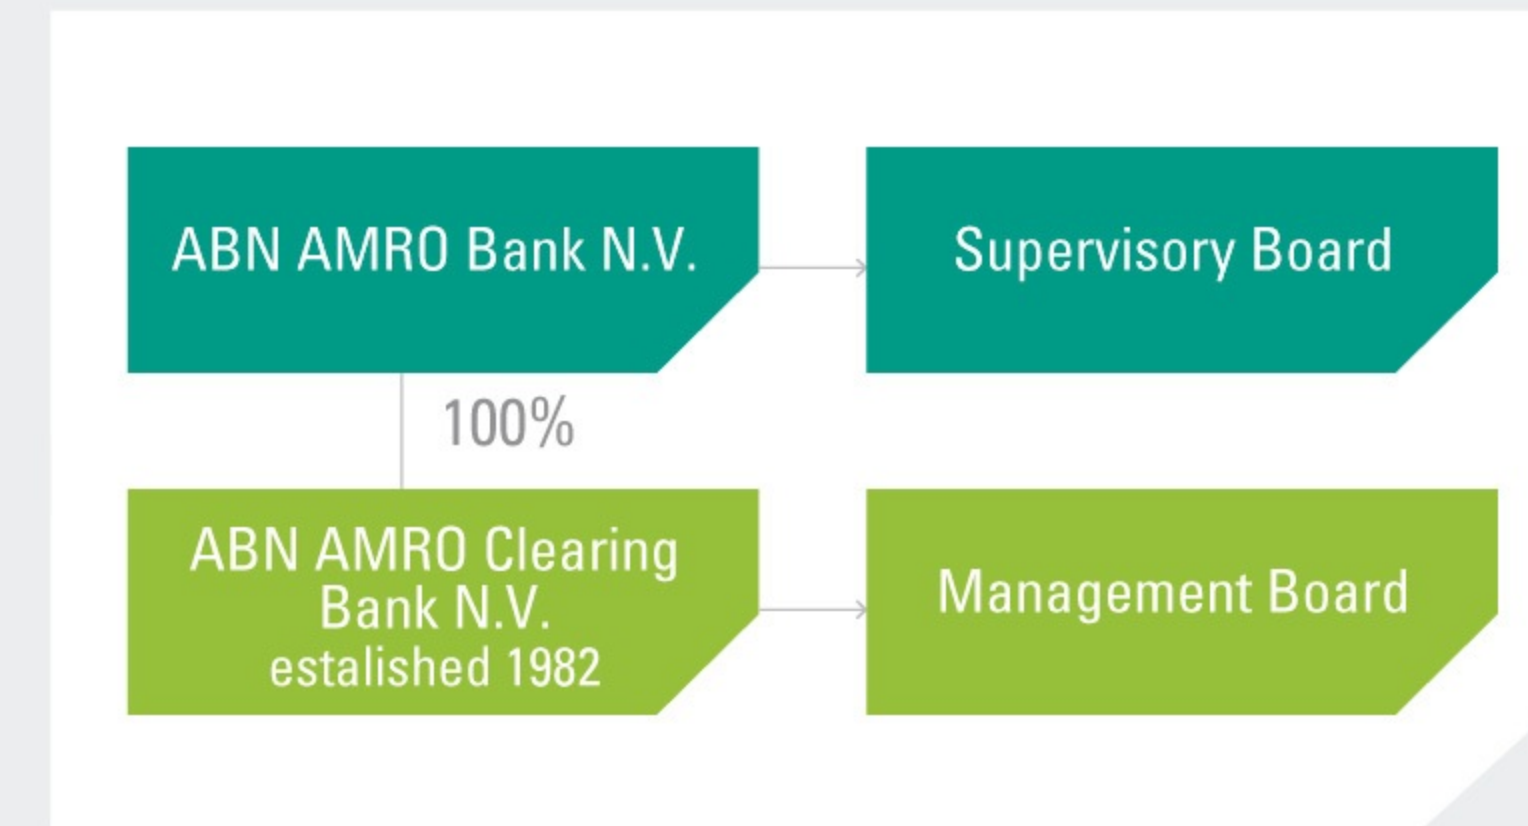 ABN AMRO Bank N.V.
Supervisory Board
100%
ABN AMRO Clearing
Bank N.V.
estalished 1982
Management Board